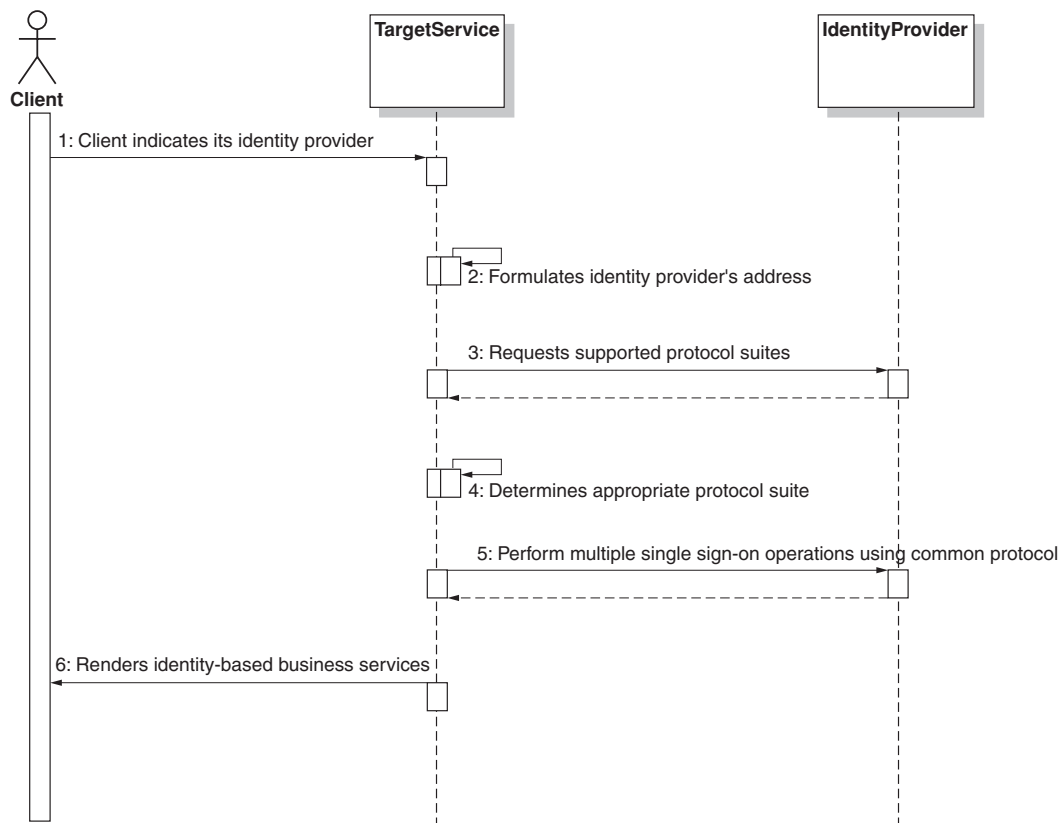 TargetService
IdentityProvider
Client
1: Client indicates its identity provider
2: Formulates identity provider's address
3: Requests supported protocol suites
4: Determines appropriate protocol suite
5: Perform multiple single sign-on operations using common protocol
6: Renders identity-based business services